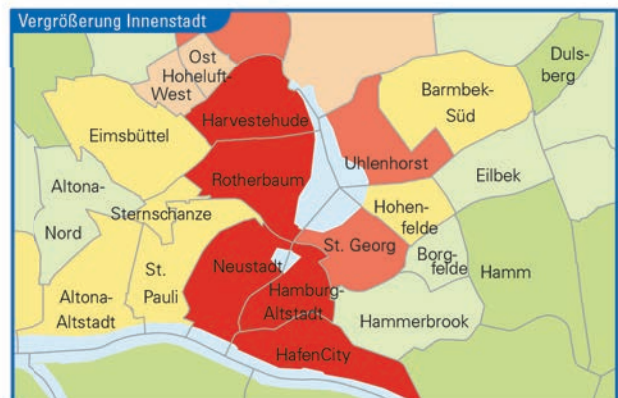 Vergrößerung Innenstadt
Ost
Hoheluft-
West
Duls-
berg
Barmbek-
Süd
Harvestehude
Eimsbüttel
Uhlenhorst
Eilbek
Rotherbaum
Altona-
Nord
Sternschanze
Hohen-
felde
St. Georg
Borg-
felde
Hamm
Neustadt
St.
Pauli
Altona-
Altstadt
Hamburg-
Altstadt
Hammerbrook
HafenCity